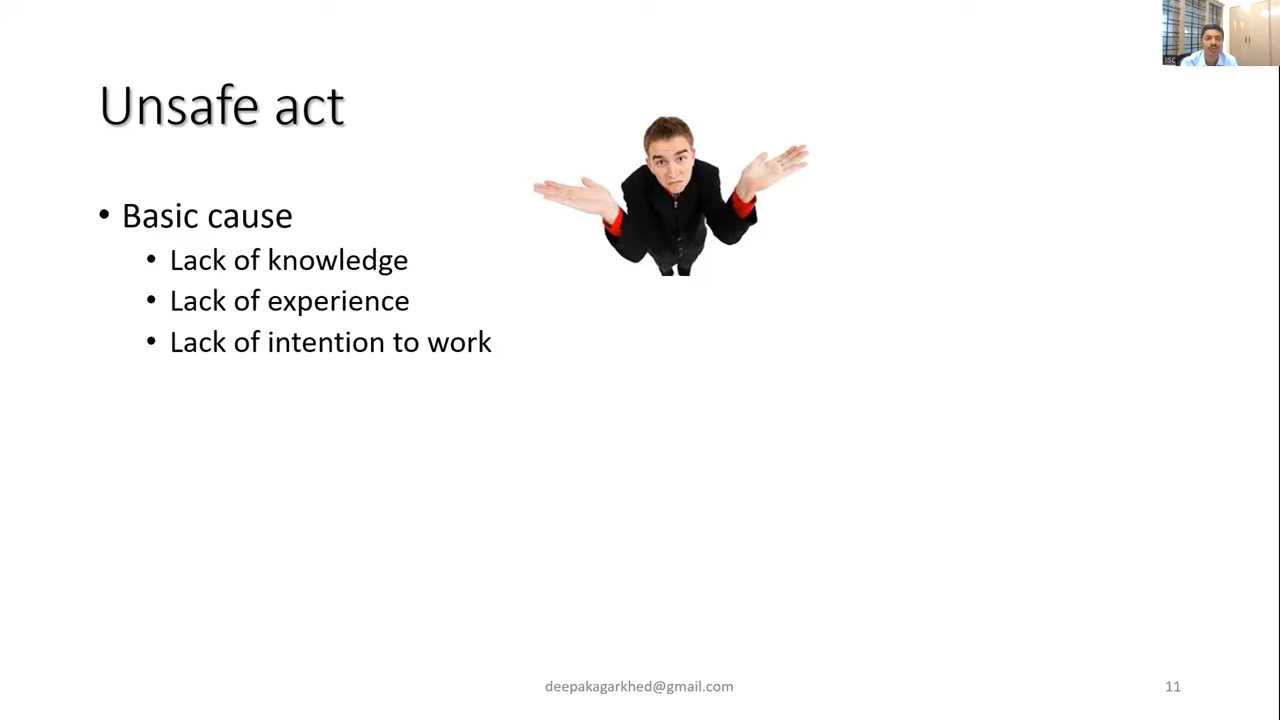 IISC
Unsafe act
• Basic cause
• Lack of knowledge
• Lack of experience
• Lack of intention to work
deepakagarkhed@gmail.com
11